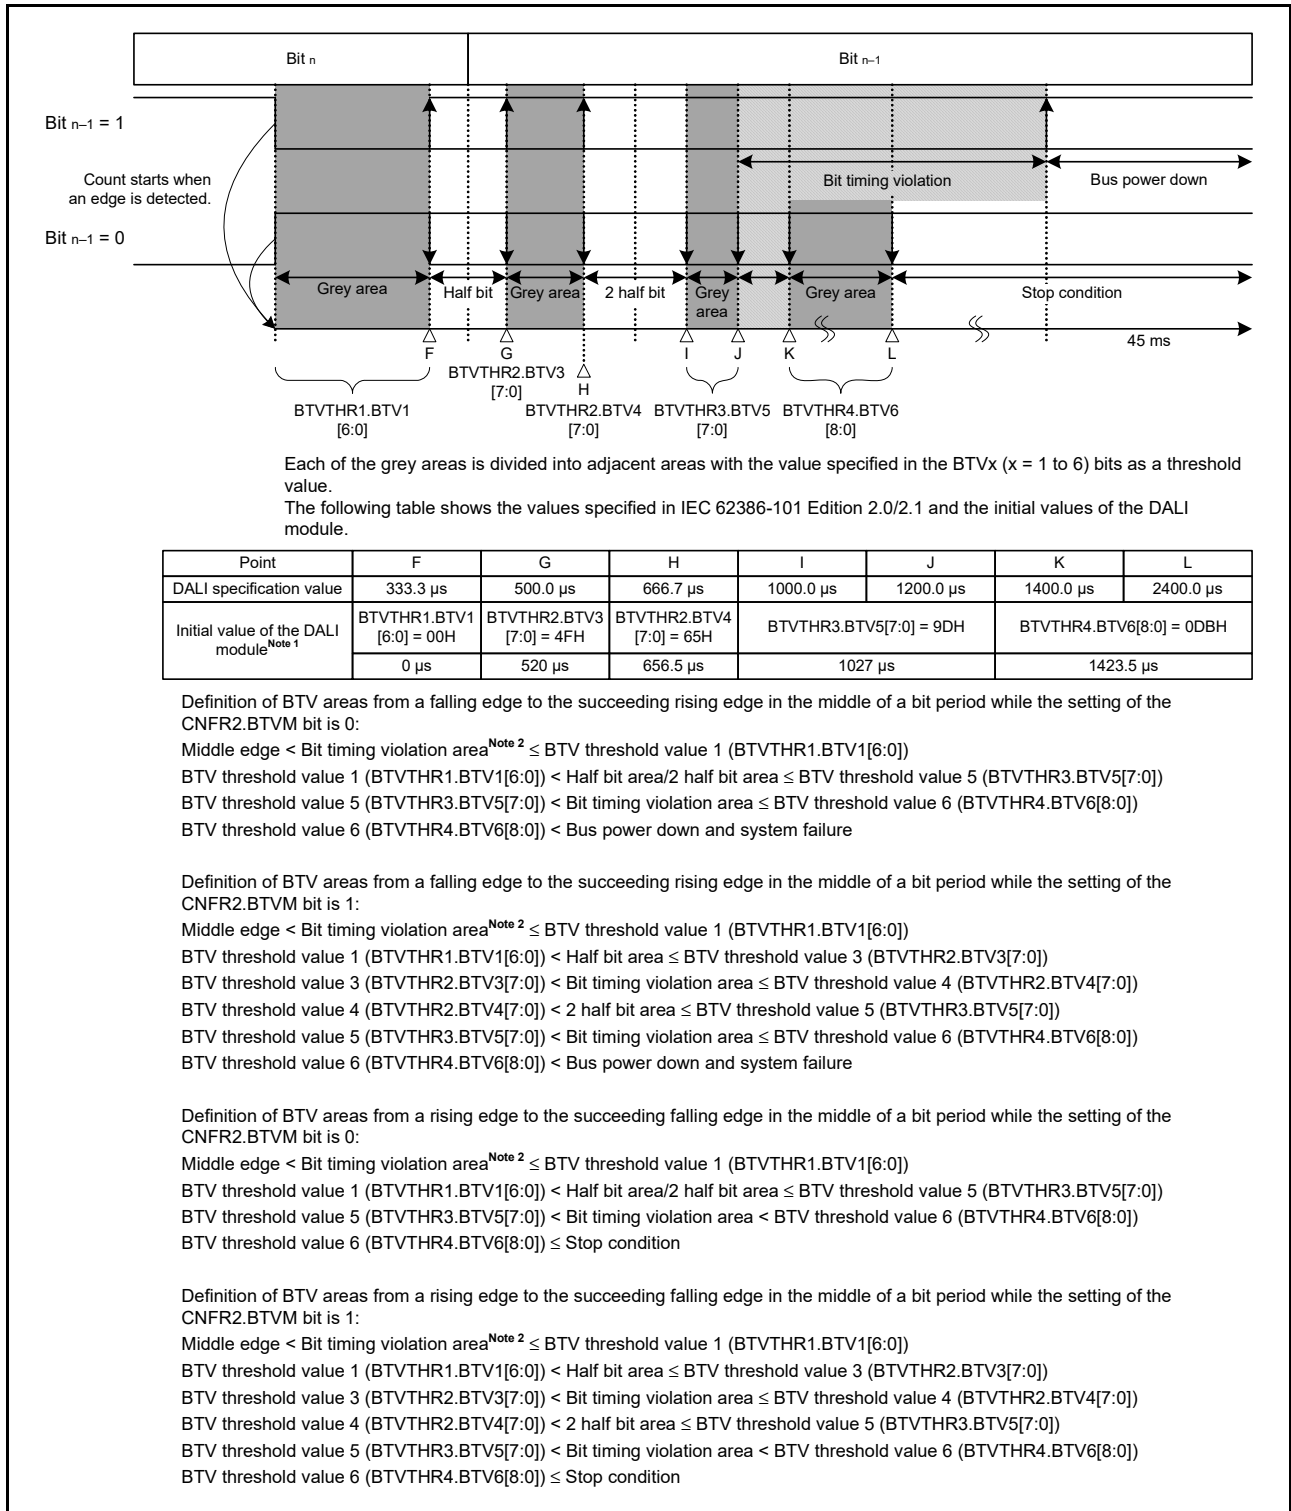 Bit n
Bit n–1
Bit n–1 = 1
Count starts when
an edge is detected.
Bit timing violation
Bus power down
Bit n–1 = 0
Grey area
Half bit
Grey area
2 half bit
Grey
area
Grey area
Stop condition
45 ms
F
G
H
I
J
K
L
BTVTHR1.BTV1
[6:0]
BTVTHR2.BTV3
[7:0]
BTVTHR2.BTV4
[7:0]
BTVTHR3.BTV5
[7:0]
BTVTHR4.BTV6
[8:0]
Each of the grey areas is divided into adjacent areas with the value specified in the BTVx (x = 1 to 6) bits as a threshold
value.
The following table shows the values specified in IEC 62386-101 Edition 2.0/2.1 and the initial values of the DALI
module.
Point F G H I J K L
DALI specification value 333.3 μs 500.0 μs 666.7 μs 1000.0 μs 1200.0 μs 1400.0 μs 2400.0 μs
Initial value of the DALI
module Note 1
BTVTHR1.BTV1
[6:0] = 00H
BTVTHR2.BTV3
[7:0] = 4FH
BTVTHR2.BTV4
[7:0] = 65H
BTVTHR3.BTV5[7:0] = 9DH
BTVTHR4.BTV6[8:0] = 0DBH
0 μs 520 μs 656.5 μs 1027 μs 1423.5 μs
Definition of BTV areas from a falling edge to the succeeding rising edge in the middle of a bit period while the setting of the
CNFR2.BTVM bit is 0:
Middle edge < Bit timing violation area Note 2 ≤ BTV threshold value 1 (BTVTHR1.BTV1[6:0])
BTV threshold value 1 (BTVTHR1.BTV1[6:0]) < Half bit area/2 half bit area ≤ BTV threshold value 5 (BTVTHR3.BTV5[7:0])
BTV threshold value 5 (BTVTHR3.BTV5[7:0]) < Bit timing violation area ≤ BTV threshold value 6 (BTVTHR4.BTV6[8:0])
BTV threshold value 6 (BTVTHR4.BTV6[8:0]) < Bus power down and system failure
Definition of BTV areas from a falling edge to the succeeding rising edge in the middle of a bit period while the setting of the
CNFR2.BTVM bit is 1:
Middle edge < Bit timing violation area Note 2 ≤ BTV threshold value 1 (BTVTHR1.BTV1[6:0])
BTV threshold value 1 (BTVTHR1.BTV1[6:0]) < Half bit area ≤ BTV threshold value 3 (BTVTHR2.BTV3[7:0])
BTV threshold value 3 (BTVTHR2.BTV3[7:0]) < Bit timing violation area ≤ BTV threshold value 4 (BTVTHR2.BTV4[7:0])
BTV threshold value 4 (BTVTHR2.BTV4[7:0]) < 2 half bit area ≤ BTV threshold value 5 (BTVTHR3.BTV5[7:0])
BTV threshold value 5 (BTVTHR3.BTV5[7:0]) < Bit timing violation area ≤ BTV threshold value 6 (BTVTHR4.BTV6[8:0])
BTV threshold value 6 (BTVTHR4.BTV6[8:0]) < Bus power down and system failure
Definition of BTV areas from a rising edge to the succeeding falling edge in the middle of a bit period while the setting of the
CNFR2.BTVM bit is 0:
Middle edge < Bit timing violation area Note 2 ≤ BTV threshold value 1 (BTVTHR1.BTV1[6:0])
BTV threshold value 1 (BTVTHR1.BTV1[6:0]) < Half bit area/2 half bit area ≤ BTV threshold value 5 (BTVTHR3.BTV5[7:0])
BTV threshold value 5 (BTVTHR3.BTV5[7:0]) < Bit timing violation area < BTV threshold value 6 (BTVTHR4.BTV6[8:0])
BTV threshold value 6 (BTVTHR4.BTV6[8:0]) ≤ Stop condition
Definition of BTV areas from a rising edge to the succeeding falling edge in the middle of a bit period while the setting of the
CNFR2.BTVM bit is 1:
Middle edge < Bit timing violation area Note 2 ≤ BTV threshold value 1 (BTVTHR1.BTV1[6:0])
BTV threshold value 1 (BTVTHR1.BTV1[6:0]) < Half bit area ≤ BTV threshold value 3 (BTVTHR2.BTV3[7:0])
BTV threshold value 3 (BTVTHR2.BTV3[7:0]) < Bit timing violation area ≤ BTV threshold value 4 (BTVTHR2.BTV4[7:0])
BTV threshold value 4 (BTVTHR2.BTV4[7:0]) < 2 half bit area ≤ BTV threshold value 5 (BTVTHR3.BTV5[7:0])
BTV threshold value 5 (BTVTHR3.BTV5[7:0]) < Bit timing violation area < BTV threshold value 6 (BTVTHR4.BTV6[8:0])
BTV threshold value 6 (BTVTHR4.BTV6[8:0]) ≤ Stop condition